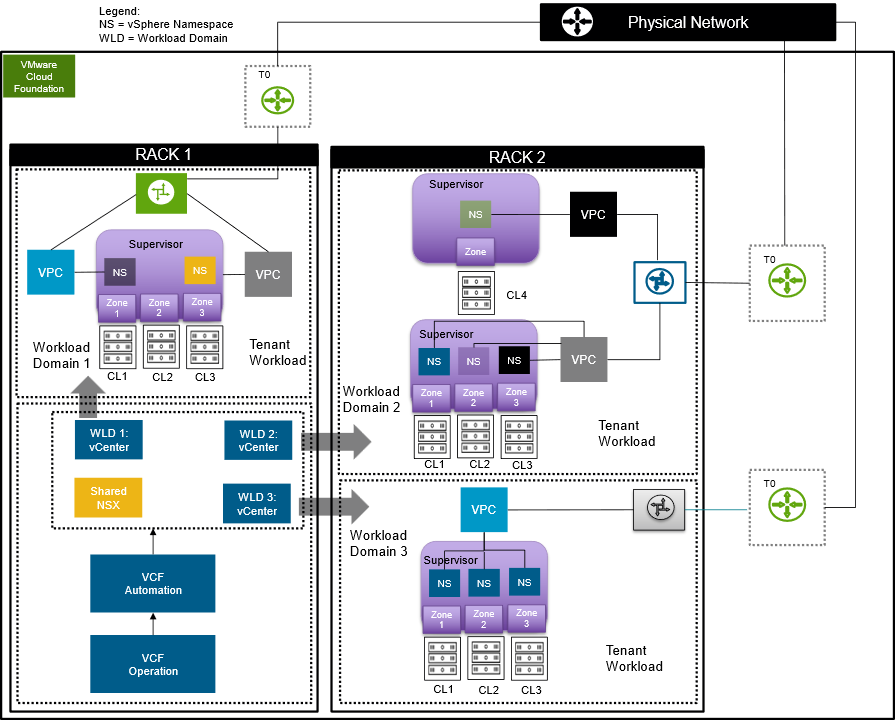 Legend:
NS = vSphere Namespace
WLD = Workload Domain
Physical Network
VMware
Cloud
Foundation
T0
RACK 1
Supervisor
VPC
NS
NS
VPC
Zone
1
Zone
2
Zone
3
Workload
Domain 1
Tenant
Workload
CL1
CL2
CL3
WLD 1:
vCenter
WLD 2:
vCenter
Shared
NSX
WLD 3:
vCenter
VCF
Automation
VCF
Operation
RACK 2
Supervisor
NS
VPC
Zone
CL4
T0
Supervisor
NS
NS
NS
VPC
Zone
1
Zone
2
Zone
3
Workload
Domain 2
Tenant
Workload
CL1
CL2
CL3
VPC
T0
Workload
Domain 3
Supervisor
NS
NS
NS
Zone
1
Zone
2
Zone
3
Tenant
Workload
CL1
CL2
CL3